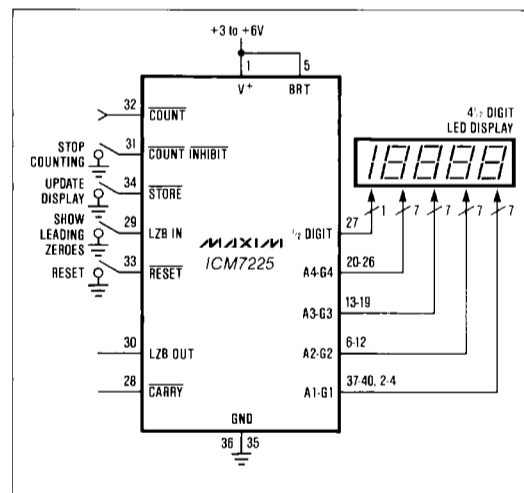 +3 to +6V
1
5
V+
BRT
32
COUNT
STOP
COUNTING
31
COUNT INHIBIT
UPDATE
DISPLAY
34
STORE
SHOW
LEADING
ZEROES
29
LZB IN
RESET
33
RESET
30
LZB OUT
28
CARRY
MAXIM
ICM7225
GND
36
35
4½ DIGIT
LED DISPLAY
18888
1
7
7
7
7
½ DIGIT
27
A4-G4
20-26
A3-G3
13-19
A2-G2
6-12
A1-G1
37-40, 2-4